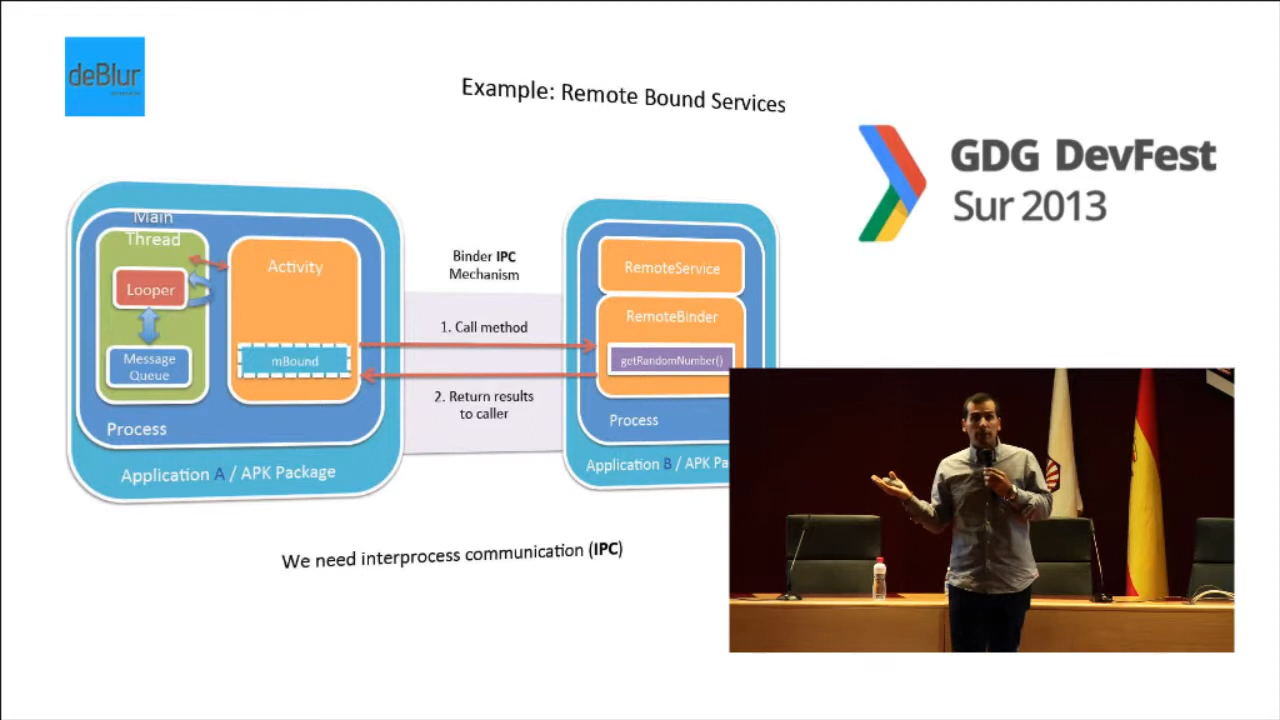 deBlur
Example: Remote Bound Services
GDG DevFest
Sur 2013
Main
Thread
Looper
Message
Queue
Activity
mBound
Process
Application A / APK Package
Binder IPC
Mechanism
1. Call method
2. Return results
to caller
RemoteService
RemoteBinder
getRandomNumber()
Process
Application B / APK Pa
We need interprocess communication (IPC)